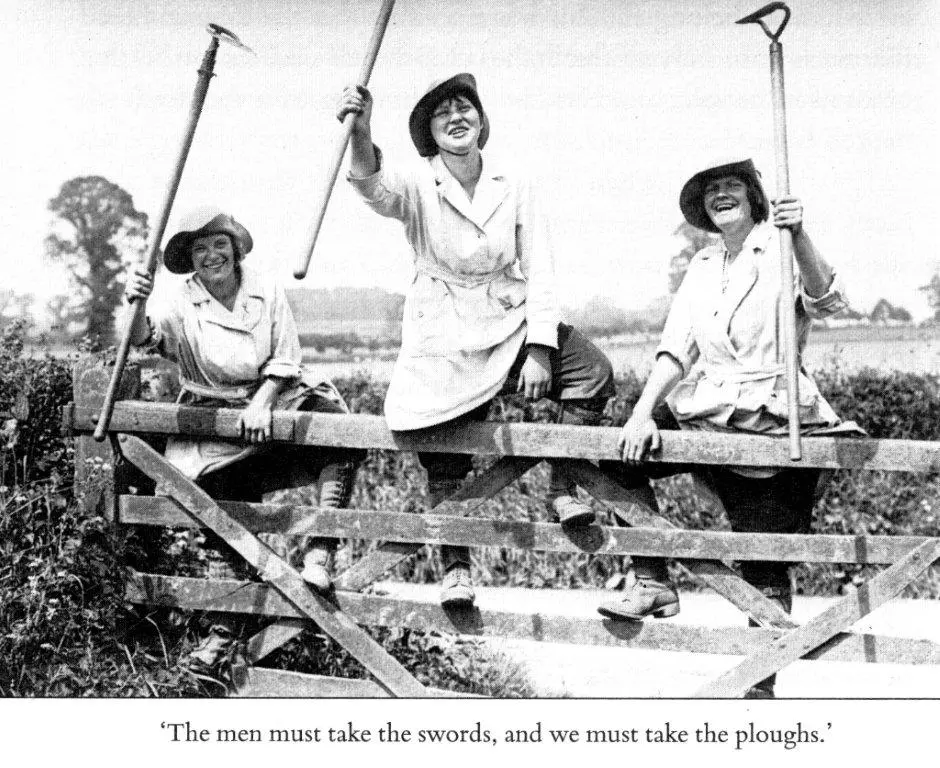 ‘The men must take the swords, and we must take the ploughs.’